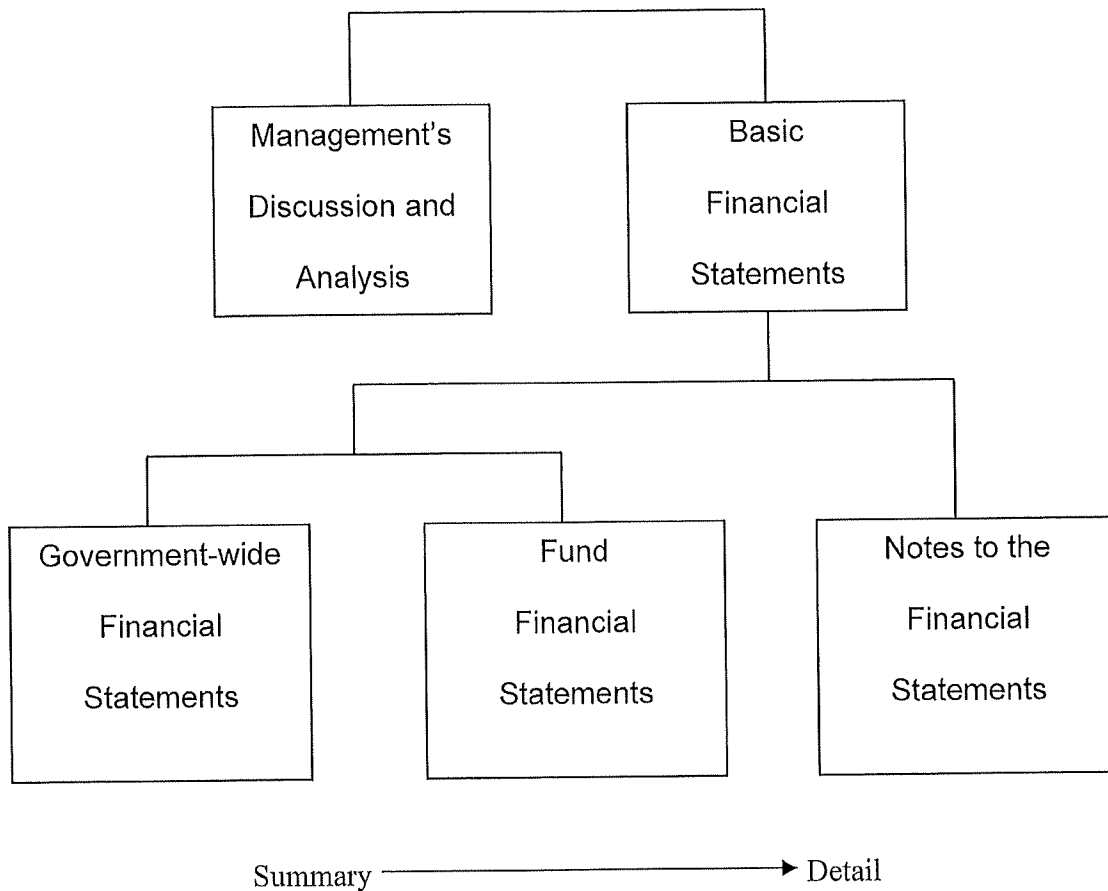 Management's
Discussion and
Analysis
Basic
Financial
Statements
Government-wide
Financial
Statements
Fund
Financial
Statements
Notes to the
Financial
Statements
Summary
Detail